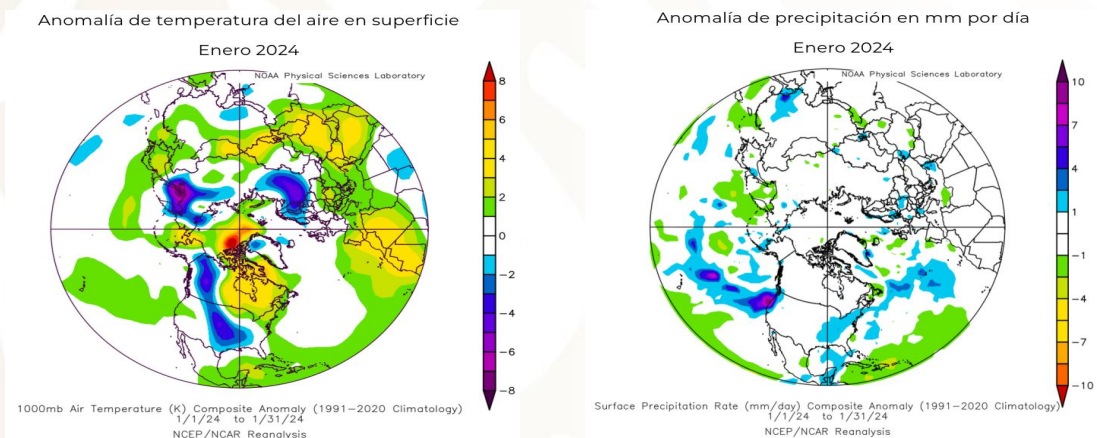 Anomalía de temperatura del aire en superficie
Enero 2024
NOAA Physical Sciences Laboratory
8
6
4
2
0
−2
−4
−6
−8
1000mb Air Temperature (K) Composite Anomaly (1991−2020 Climatology)
1/1/24 to 1/31/24
NCEP/NCAR Reanalysis
Anomalía de precipitación en mm por día
Enero 2024
NOAA Physical Sciences Laboratory
10
7
4
1
−1
−4
−7
−10
Surface Precipitation Rate (mm/day) Composite Anomaly (1991−2020 Climatology)
1/1/24 to 1/31/24
NCEP/NCAR Reanalysis